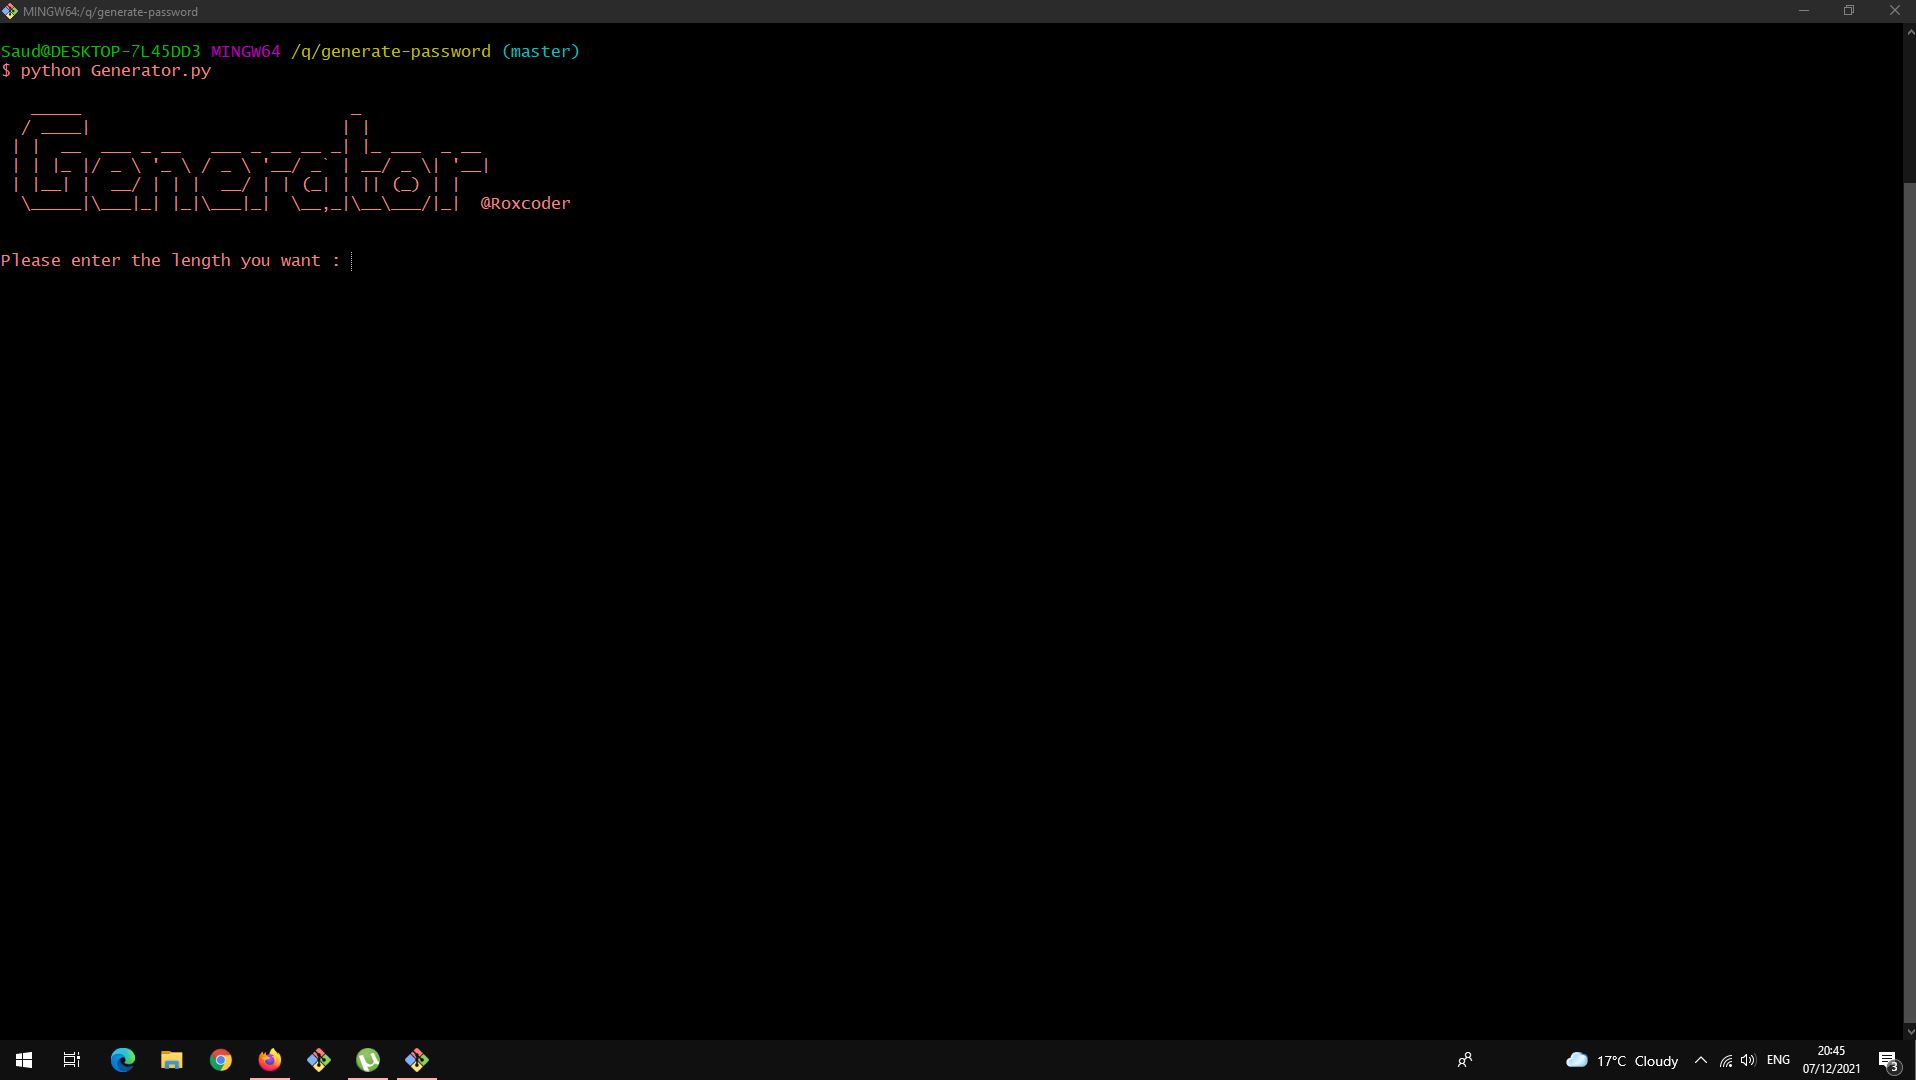 MINGW64:/q/generate-password
Saud@DESKTOP-7L45DD3 MINGW64 /q/generate-password (master)
$ python Generator.py
Generator
@Roxcoder
Please enter the length you want :
17°C Cloudy
ENG
20:45
07/12/2021
3